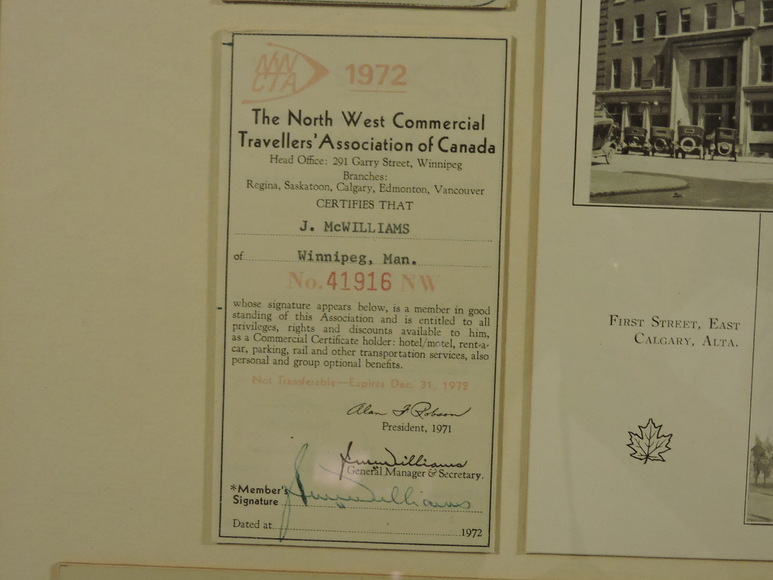 NW
CTA
1972
The North West Commercial
Travellers' Association of Canada
Head Office: 291 Garry Street, Winnipeg
Branches:
Regina, Saskatoon, Calgary, Edmonton, Vancouver
CERTIFIES THAT
J. McWILLIAMS
of Winnipeg, Man.
No. 41916 NW
whose signature appears below, is a member in good
standing of this Association and is entitled to all
privileges, rights and discounts available to him,
as a Commercial Certificate holder: hotel/motel, rent-a-
car, parking, rail and other transportation services, also
personal and group optional benefits.
Not Transferable—Expires Dec. 31, 1972
Alan F Robson
President, 1971
General Manager & Secretary.
*Member's
Signature
Dated at 1972
First Street, East
Calgary, Alta.